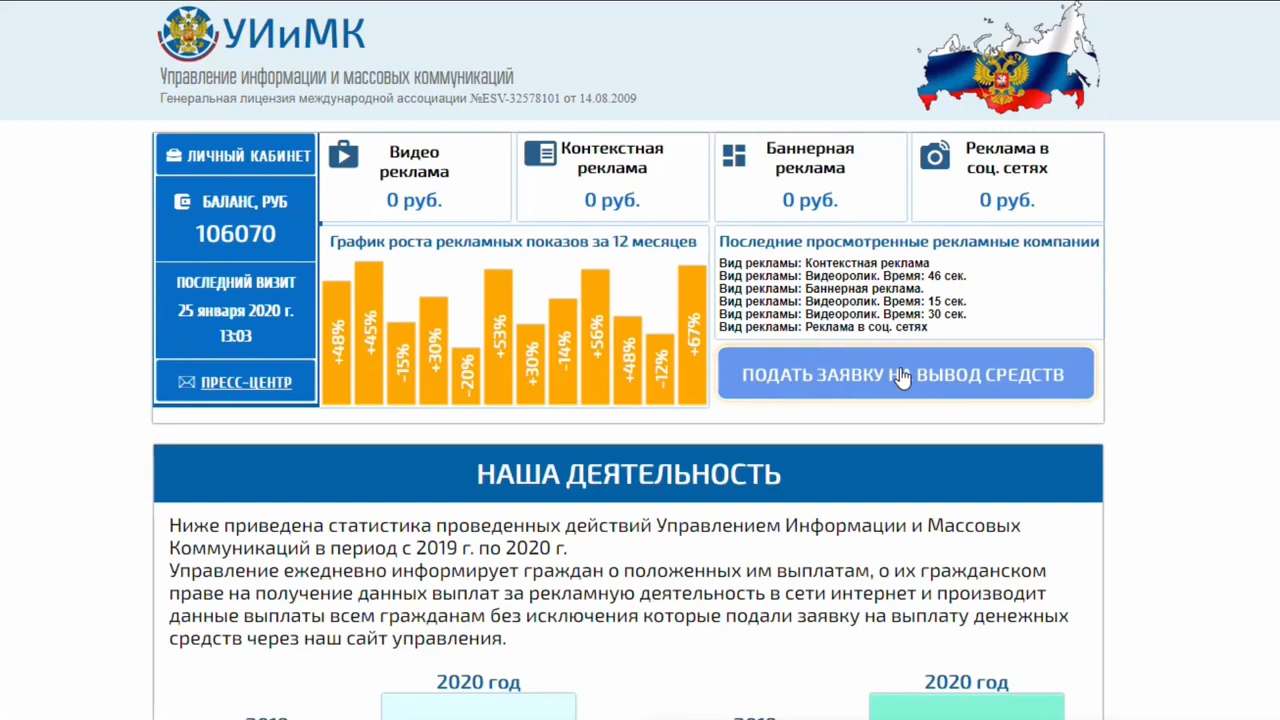 УИиМК
Управление информации и массовых коммуникаций
Генеральная лицензия международной ассоциации №ESV-32578101 от 14.08.2009
ЛИЧНЫЙ КАБИНЕТ
БАЛАНС, РУБ
106070
ПОСЛЕДНИЙ ВИЗИТ
25 января 2020 г.
13:03
ПРЕСС-ЦЕНТР
Видео
реклама
0 руб.
Контекстная
реклама
0 руб.
Баннерная
реклама
0 руб.
Реклама в
соц. сетях
0 руб.
График роста рекламных показов за 12 месяцев
+48%
+45%
-15%
+30%
-20%
+53%
+30%
-14%
+56%
+48%
-12%
+67%
Последние просмотренные рекламные компании
Вид рекламы: Контекстная реклама
Вид рекламы: Видеоролик. Время: 46 сек.
Вид рекламы: Баннерная реклама.
Вид рекламы: Видеоролик. Время: 15 сек.
Вид рекламы: Видеоролик. Время: 30 сек.
Вид рекламы: Реклама в соц. сетях
ПОДАТЬ ЗАЯВКУ НА ВЫВОД СРЕДСТВ
НАША ДЕЯТЕЛЬНОСТЬ
Ниже приведена статистика проведенных действий Управлением Информации и Массовых
Коммуникаций в период с 2019 г. по 2020 г.
Управление ежедневно информирует граждан о положенных им выплатам, о их гражданском
праве на получение данных выплат за рекламную деятельность в сети интернет и производит
данные выплаты всем гражданам без исключения которые подали заявку на выплату денежных
средств через наш сайт управления.
2020 год
2020 год